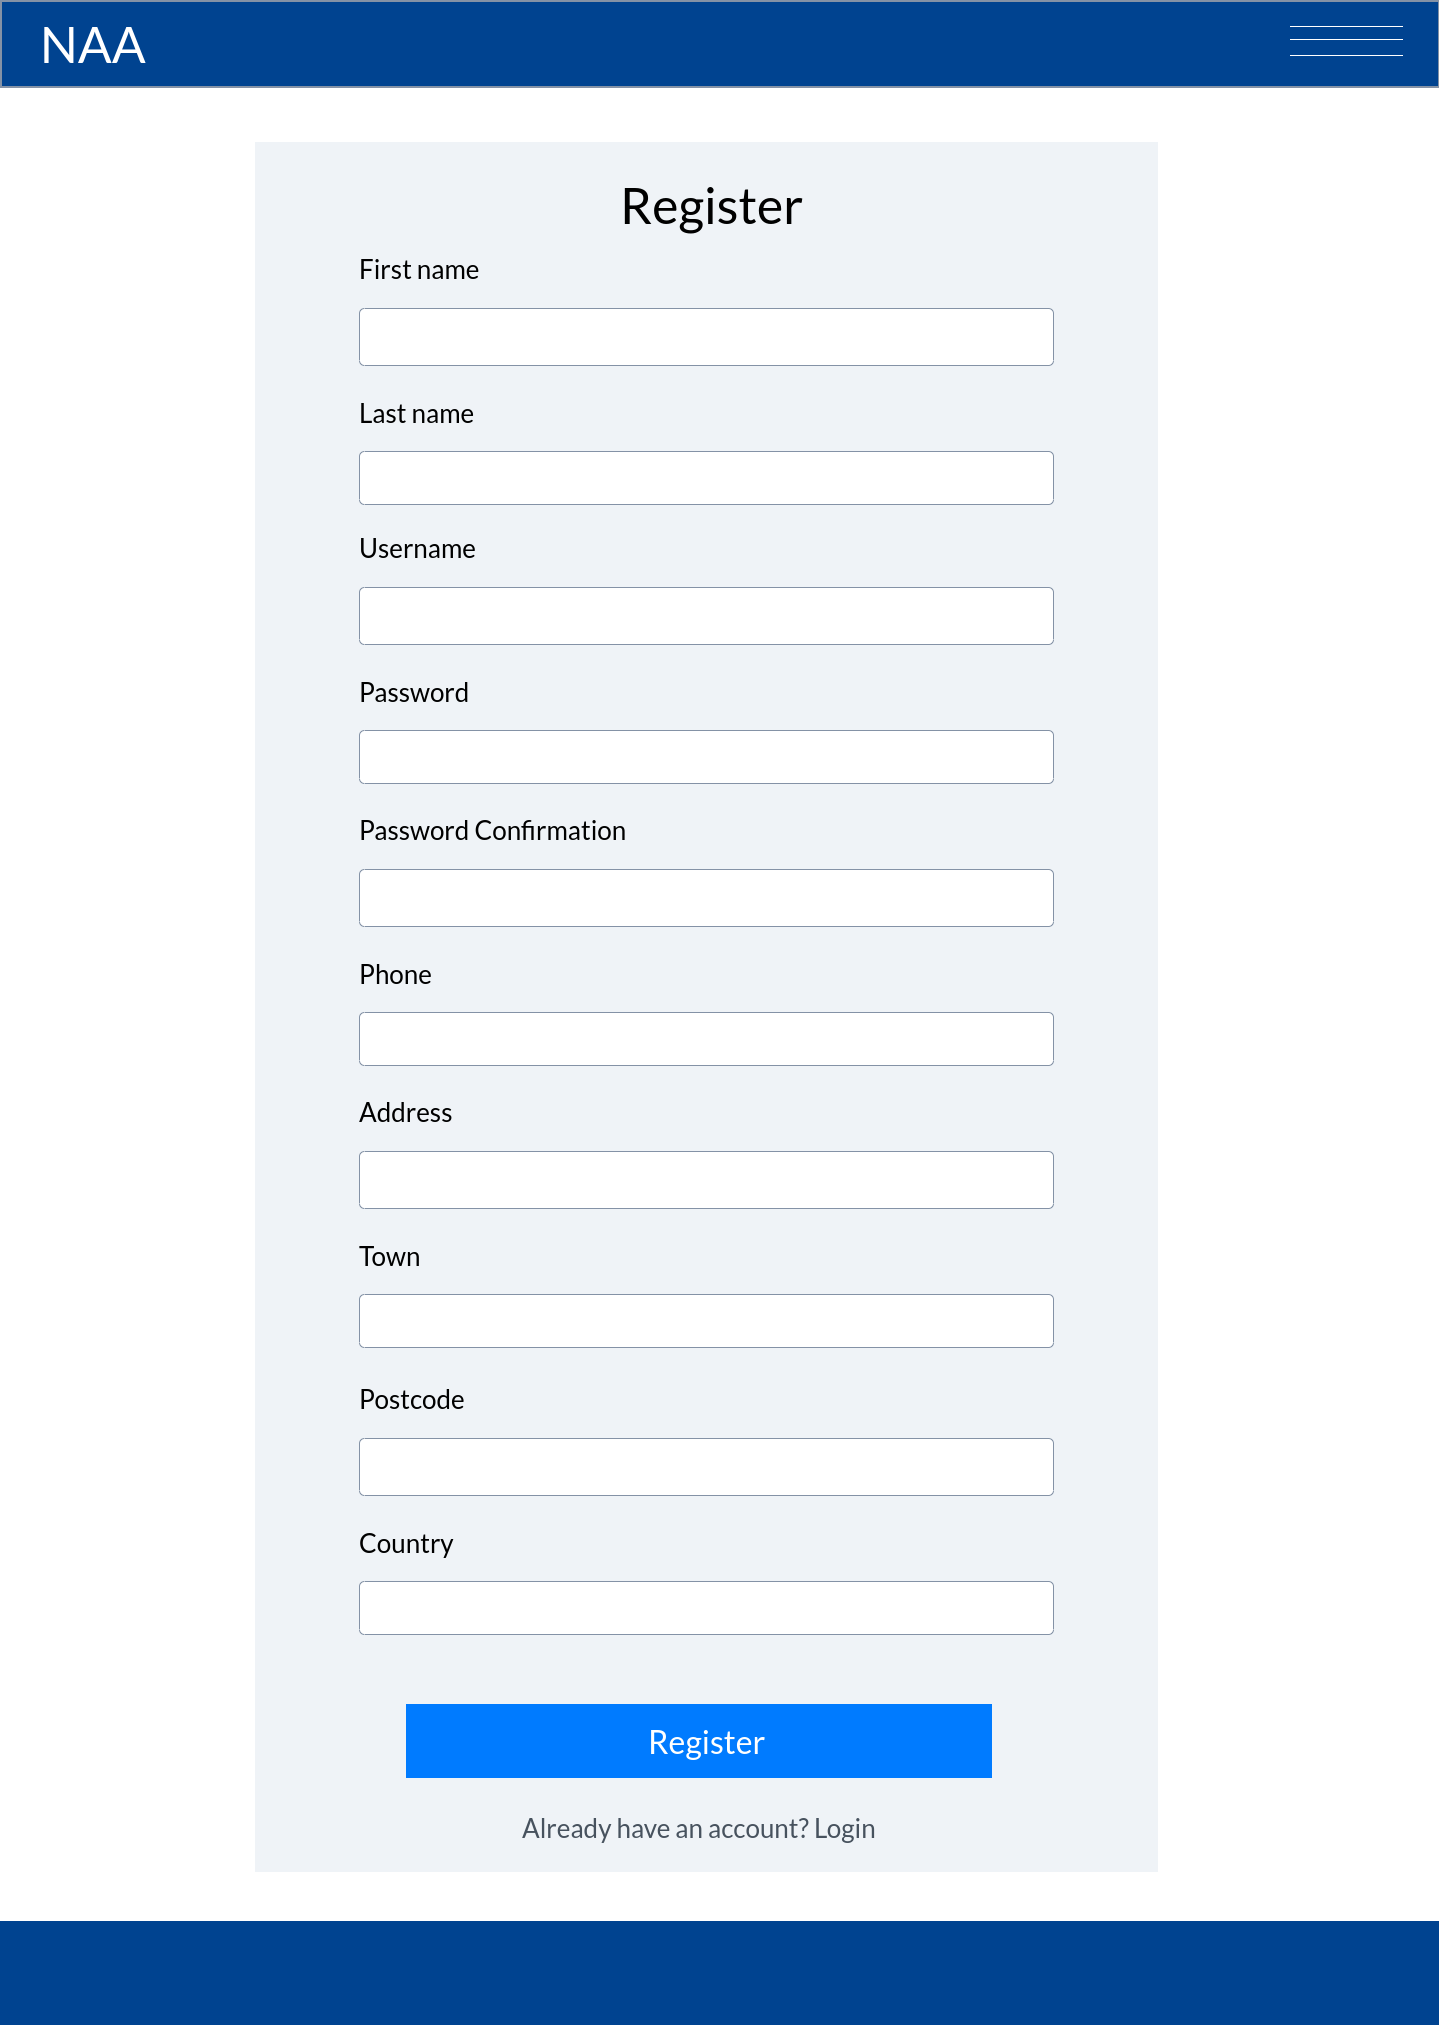 NAA
Register
First name
Last name
Username
Password
Password Confirmation
Phone
Address
Town
Postcode
Country
Register
Already have an account? Login